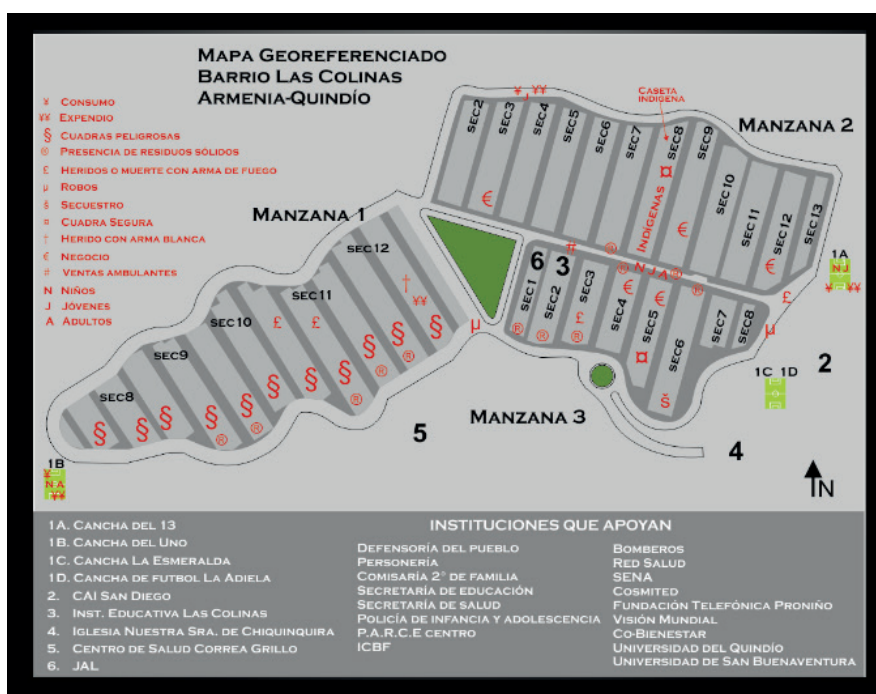 MAPA GEOREFERENCIADO
BARRIO LAS COLINAS
ARMENIA-QUINDÍO
¥ CONSUMO
¥¥ EXPENDIO
§ CUADRAS PELIGROSAS
® PRESENCIA DE RESIDUOS SÓLIDOS
£ HERIDOS O MUERTE CON ARMA DE FUEGO
µ ROBOS
§ SECUESTRO
¤ CUADRA SEGURA
† HERIDO CON ARMA BLANCA
€ NEGOCIO
# VENTAS AMBULANTES
N NIÑOS
J JÓVENES
A ADULTOS
MANZANA 1
SEC8
SEC9
SEC10
SEC11
SEC12
MANZANA 2
CASETA
INDIGENA
SEC2
SEC3
SEC4
SEC5
SEC6
SEC7
SEC8
SEC9
SEC10
SEC11
SEC12
SEC13
INDÍGENAS
¥, ¥¥
N J A
6 3
SEC1
SEC2
SEC3
SEC4
SEC5
SEC6
SEC7
SEC8
MANZANA 3
1A
N J
¥ ¥¥
1C 1D
2
4
5
1B
¥
N A
¥¥
N
1A. CANCHA DEL 13
1B. CANCHA DEL UNO
1C. CANCHA LA ESMERALDA
1D. CANCHA DE FUTBOL LA ADIELA
2. CAI SAN DIEGO
3. INST. EDUCATIVA LAS COLINAS
4. IGLESIA NUESTRA SRA. DE CHIQUINQUIRA
5. CENTRO DE SALUD CORREA GRILLO
6. JAL
INSTITUCIONES QUE APOYAN
DEFENSORÍA DEL PUEBLO
PERSONERÍA
COMISARÍA 2° DE FAMILIA
SECRETARÍA DE EDUCACIÓN
SECRETARÍA DE SALUD
POLICÍA DE INFANCIA Y ADOLESCENCIA
P.A.R.C.E CENTRO
ICBF
BOMBEROS
RED SALUD
SENA
COSMITED
FUNDACIÓN TELEFÓNICA PRONIÑO
VISIÓN MUNDIAL
CO-BIENESTAR
UNIVERSIDAD DEL QUINDÍO
UNIVERSIDAD DE SAN BUENAVENTURA